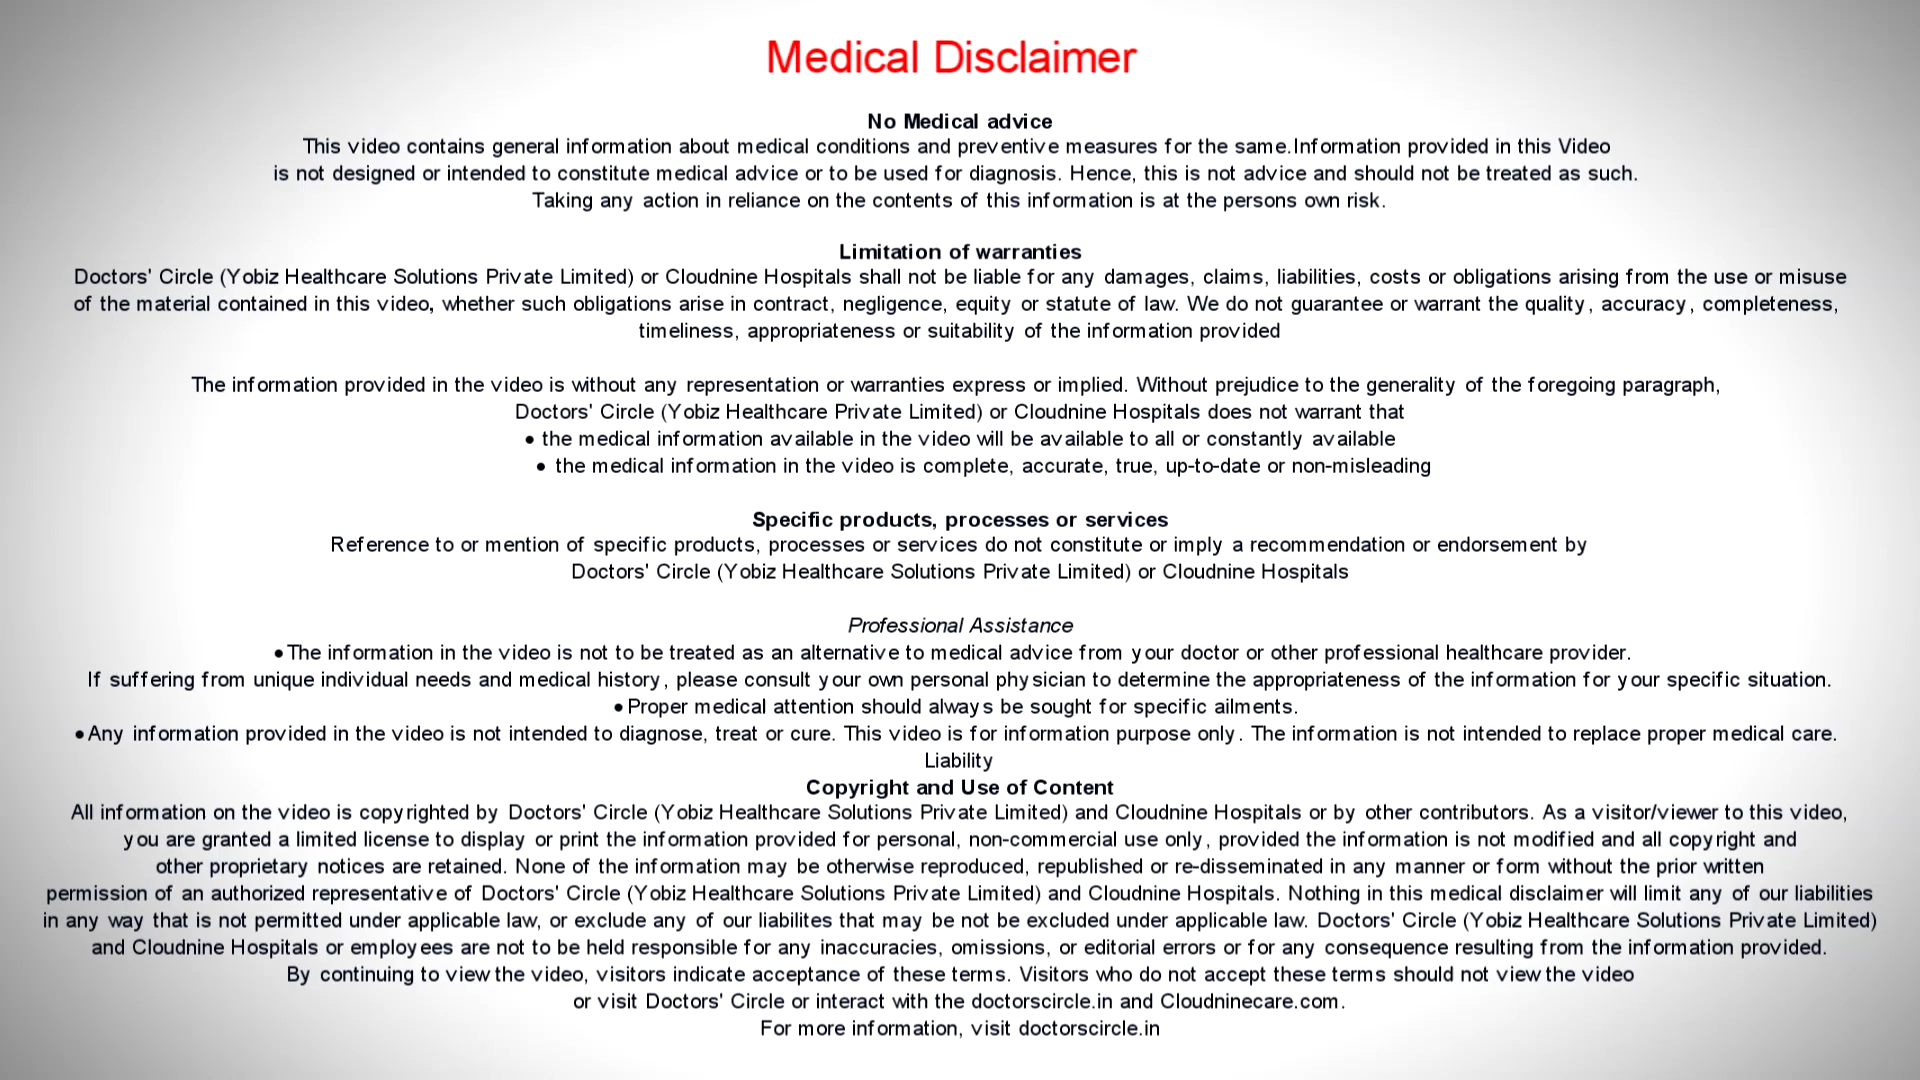 Medical Disclaimer
No Medical advice
This video contains general information about medical conditions and preventive measures for the same.Information provided in this Video
is not designed or intended to constitute medical advice or to be used for diagnosis. Hence, this is not advice and should not be treated as such.
Taking any action in reliance on the contents of this information is at the persons own risk.
Limitation of warranties
Doctors' Circle (Yobiz Healthcare Solutions Private Limited) or Cloudnine Hospitals shall not be liable for any damages, claims, liabilities, costs or obligations arising from the use or misuse
of the material contained in this video, whether such obligations arise in contract, negligence, equity or statute of law. We do not guarantee or warrant the quality, accuracy, completeness,
timeliness, appropriateness or suitability of the information provided
The information provided in the video is without any representation or warranties express or implied. Without prejudice to the generality of the foregoing paragraph,
Doctors' Circle (Yobiz Healthcare Private Limited) or Cloudnine Hospitals does not warrant that
• the medical information available in the video will be available to all or constantly available
• the medical information in the video is complete, accurate, true, up-to-date or non-misleading
Specific products, processes or services
Reference to or mention of specific products, processes or services do not constitute or imply a recommendation or endorsement by
Doctors' Circle (Yobiz Healthcare Solutions Private Limited) or Cloudnine Hospitals
Professional Assistance
•The information in the video is not to be treated as an alternative to medical advice from your doctor or other professional healthcare provider.
If suffering from unique individual needs and medical history, please consult your own personal physician to determine the appropriateness of the information for your specific situation.
•Proper medical attention should always be sought for specific ailments.
•Any information provided in the video is not intended to diagnose, treat or cure. This video is for information purpose only. The information is not intended to replace proper medical care.
Liability
Copyright and Use of Content
All information on the video is copyrighted by Doctors' Circle (Yobiz Healthcare Solutions Private Limited) and Cloudnine Hospitals or by other contributors. As a visitor/viewer to this video,
you are granted a limited license to display or print the information provided for personal, non-commercial use only, provided the information is not modified and all copyright and
other proprietary notices are retained. None of the information may be otherwise reproduced, republished or re-disseminated in any manner or form without the prior written
permission of an authorized representative of Doctors' Circle (Yobiz Healthcare Solutions Private Limited) and Cloudnine Hospitals. Nothing in this medical disclaimer will limit any of our liabilities
in any way that is not permitted under applicable law, or exclude any of our liabilites that may be not be excluded under applicable law. Doctors' Circle (Yobiz Healthcare Solutions Private Limited)
and Cloudnine Hospitals or employees are not to be held responsible for any inaccuracies, omissions, or editorial errors or for any consequence resulting from the information provided.
By continuing to view the video, visitors indicate acceptance of these terms. Visitors who do not accept these terms should not view the video
or visit Doctors' Circle or interact with the doctorscircle.in and Cloudninecare.com.
For more information, visit doctorscircle.in